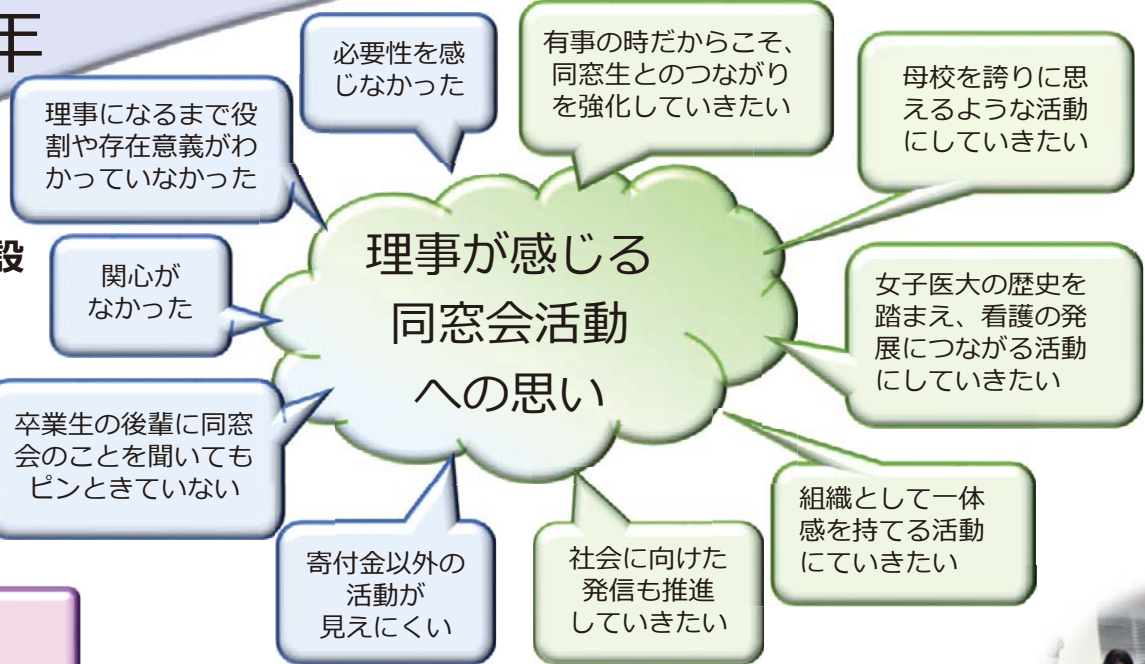 年
設
必要性を感
じなかった
有事の時だからこそ、
同窓生とのつながり
を強化していきたい
母校を誇りに思
えるような活動
にしていきたい
理事になるまで役
割や存在意義がわ
かっていなかった
関心が
なかった
理事が感じる
同窓会活動
への思い
女子医大の歴史を
踏まえ、看護の発
展につながる活動
にしていきたい
卒業生の後輩に同窓
会のことを聞いても
ピンときていない
寄付金以外の
活動が
見えにくい
社会に向けた
発信も推進
していきたい
組織として一体
感を持てる活動
にていきたい